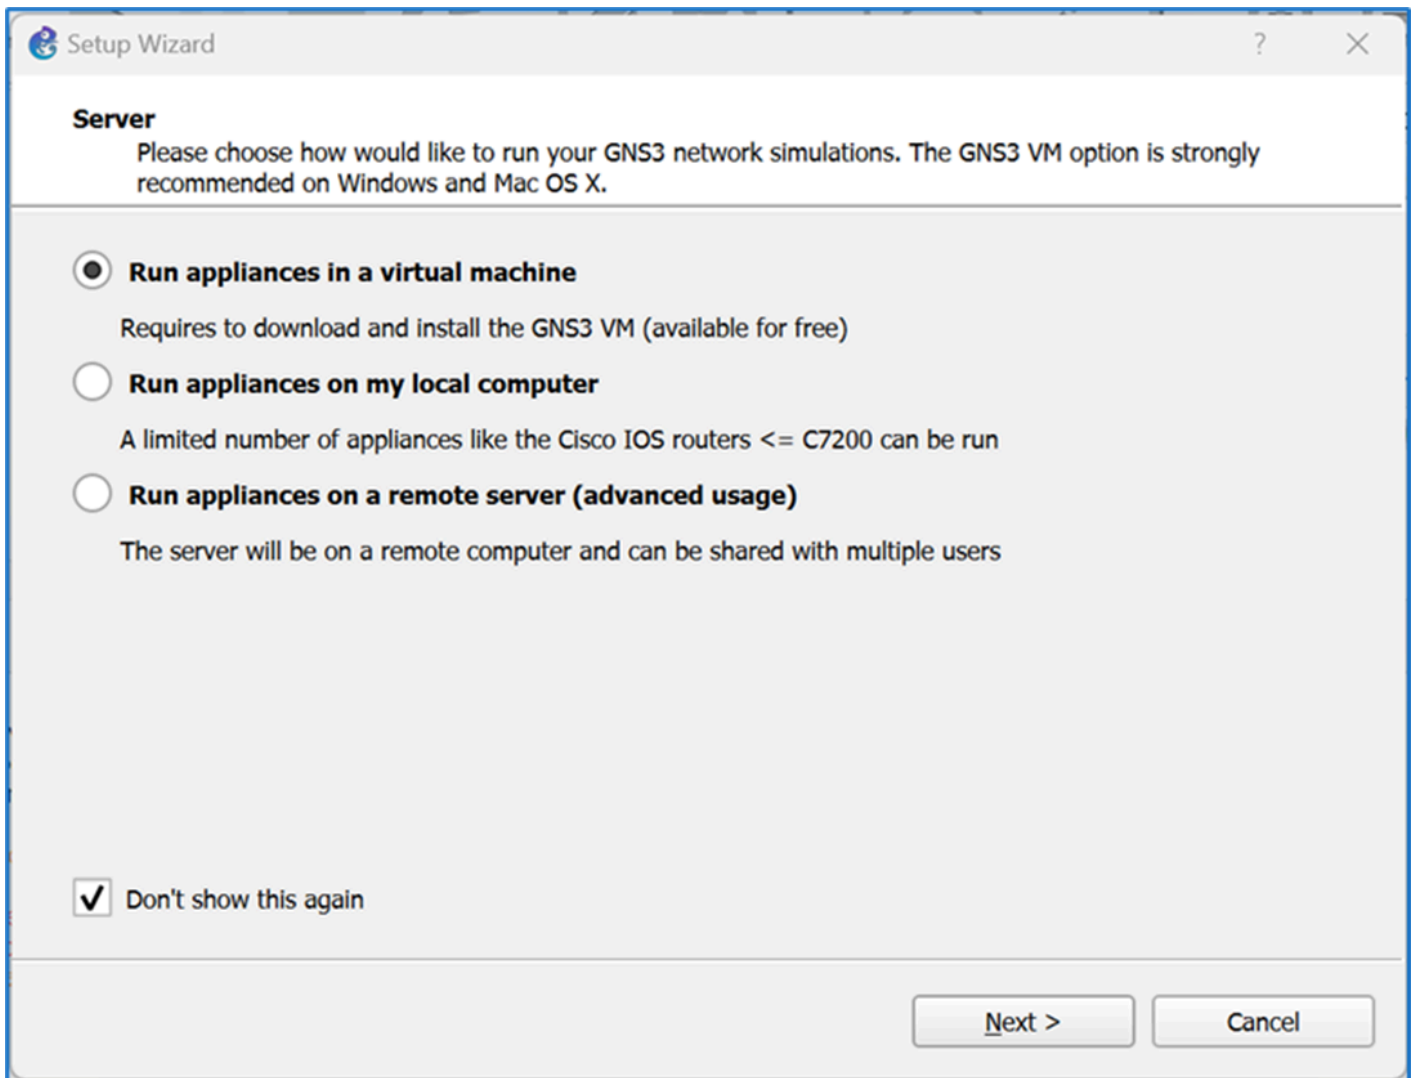 Setup Wizard
?
Server
Please choose how would like to run your GNS3 network simulations. The GNS3 VM option is strongly
recommended on Windows and Mac OS X.
Run appliances in a virtual machine
Requires to download and install the GNS3 VM (available for free)
Run appliances on my local computer
A limited number of appliances like the Cisco IOS routers <= C7200 can be run
Run appliances on a remote server (advanced usage)
The server will be on a remote computer and can be shared with multiple users
Don't show this again
Next >
Cancel